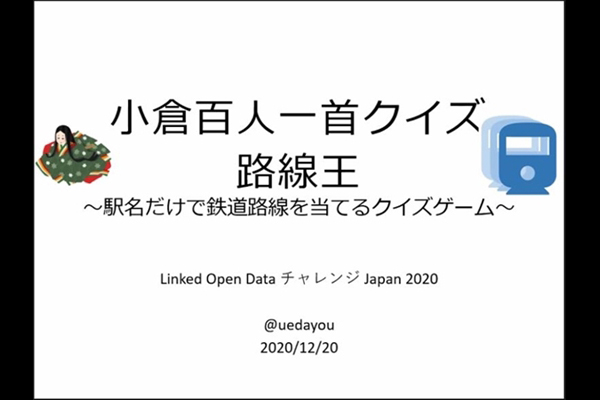 小倉百人一首クイズ
路線王
～駅名だけで鉄道路線を当てるクイズゲーム～
Linked Open Data チャレンジ Japan 2020
@uedayou
2020/12/20